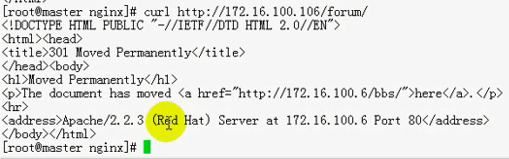 [root@master nginx]# curl http://172.16.100.106/forum/
<!DOCTYPE HTML PUBLIC "-//IETF//DTD HTML 2.0//EN">
<html><head>
<title>301 Moved Permanently</title>
</head><body>
<h1>Moved Permanently</h1>
<p>The document has moved <a href="http://172.16.100.6/bbs/">here</a>.</p>
<hr>
<address>Apache/2.2.3 (Red Hat) Server at 172.16.100.6 Port 80</address>
</body></html>
[root@master nginx]#